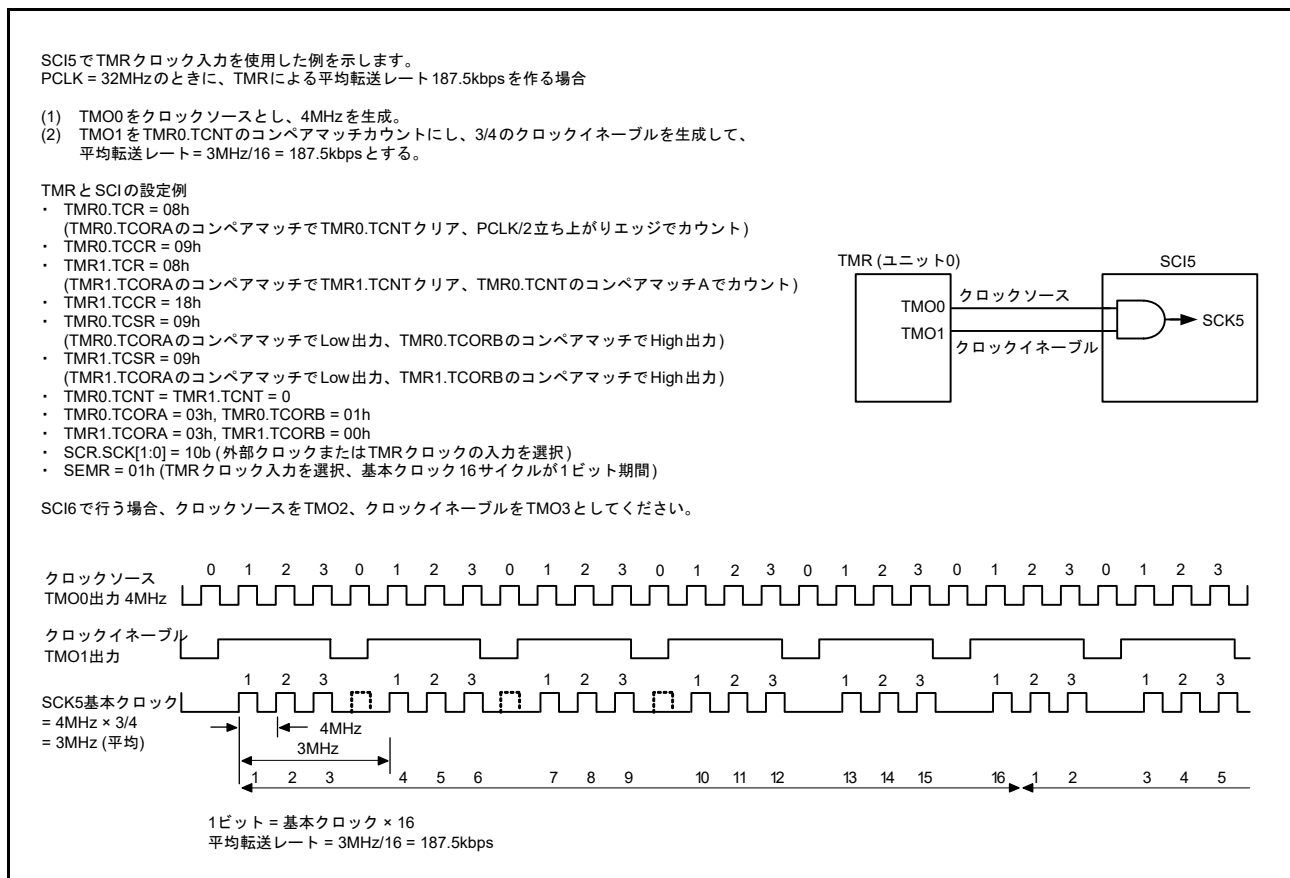 SCI5でTMRクロック入力を使用した例を示します。
PCLK = 32MHzのときに、TMRによる平均転送レート187.5kbpsを作る場合
(1) TMO0をクロックソースとし、4MHzを生成。
(2) TMO1をTMR0.TCNTのコンペアマッチカウントにし、3/4のクロックイネーブルを生成して、
平均転送レート= 3MHz/16 = 187.5kbpsとする。
TMRとSCIの設定例
・ TMR0.TCR = 08h
(TMR0.TCORAのコンペアマッチでTMR0.TCNTクリア、PCLK/2立ち上がりエッジでカウント)
・ TMR0.TCCR = 09h
・ TMR1.TCR = 08h
(TMR1.TCORAのコンペアマッチでTMR1.TCNTクリア、TMR0.TCNTのコンペアマッチAでカウント)
・ TMR1.TCCR = 18h
・ TMR0.TCSR = 09h
(TMR0.TCORAのコンペアマッチでLow出力、TMR0.TCORBのコンペアマッチでHigh出力)
・ TMR1.TCSR = 09h
(TMR1.TCORAのコンペアマッチでLow出力、TMR1.TCORBのコンペアマッチでHigh出力)
・ TMR0.TCNT = TMR1.TCNT = 0
・ TMR0.TCORA = 03h, TMR0.TCORB = 01h
・ TMR1.TCORA = 03h, TMR1.TCORB = 00h
・ SCR.SCK[1:0] = 10b (外部クロックまたはTMRクロックの入力を選択)
・ SEMR = 01h (TMRクロック入力を選択、基本クロック16サイクルが1ビット期間)
SCI6で行う場合、クロックソースをTMO2、クロックイネーブルをTMO3としてください。
TMR (ユニット0)
SCI5
TMO0
クロックソース
SCK5
TMO1
クロックイネーブル
0 1 2 3 0 1 2 3 0 1 2 3 0 1 2 3 0 1 2 3 0 1 2 3 0 1 2 3
クロックソース
TMO0出力 4MHz
クロックイネーブル
TMO1出力
1 2 3 1 2 3 1 2 3 1 2 3 1 2 3 1 2 3 1 2 3
SCK5基本クロック
= 4MHz × 3/4
= 3MHz (平均)
4MHz
3MHz
1 2 3 4 5 6 7 8 9 10 11 12 13 14 15 16 1 2 3 4 5
1ビット = 基本クロック × 16
平均転送レート = 3MHz/16 = 187.5kbps